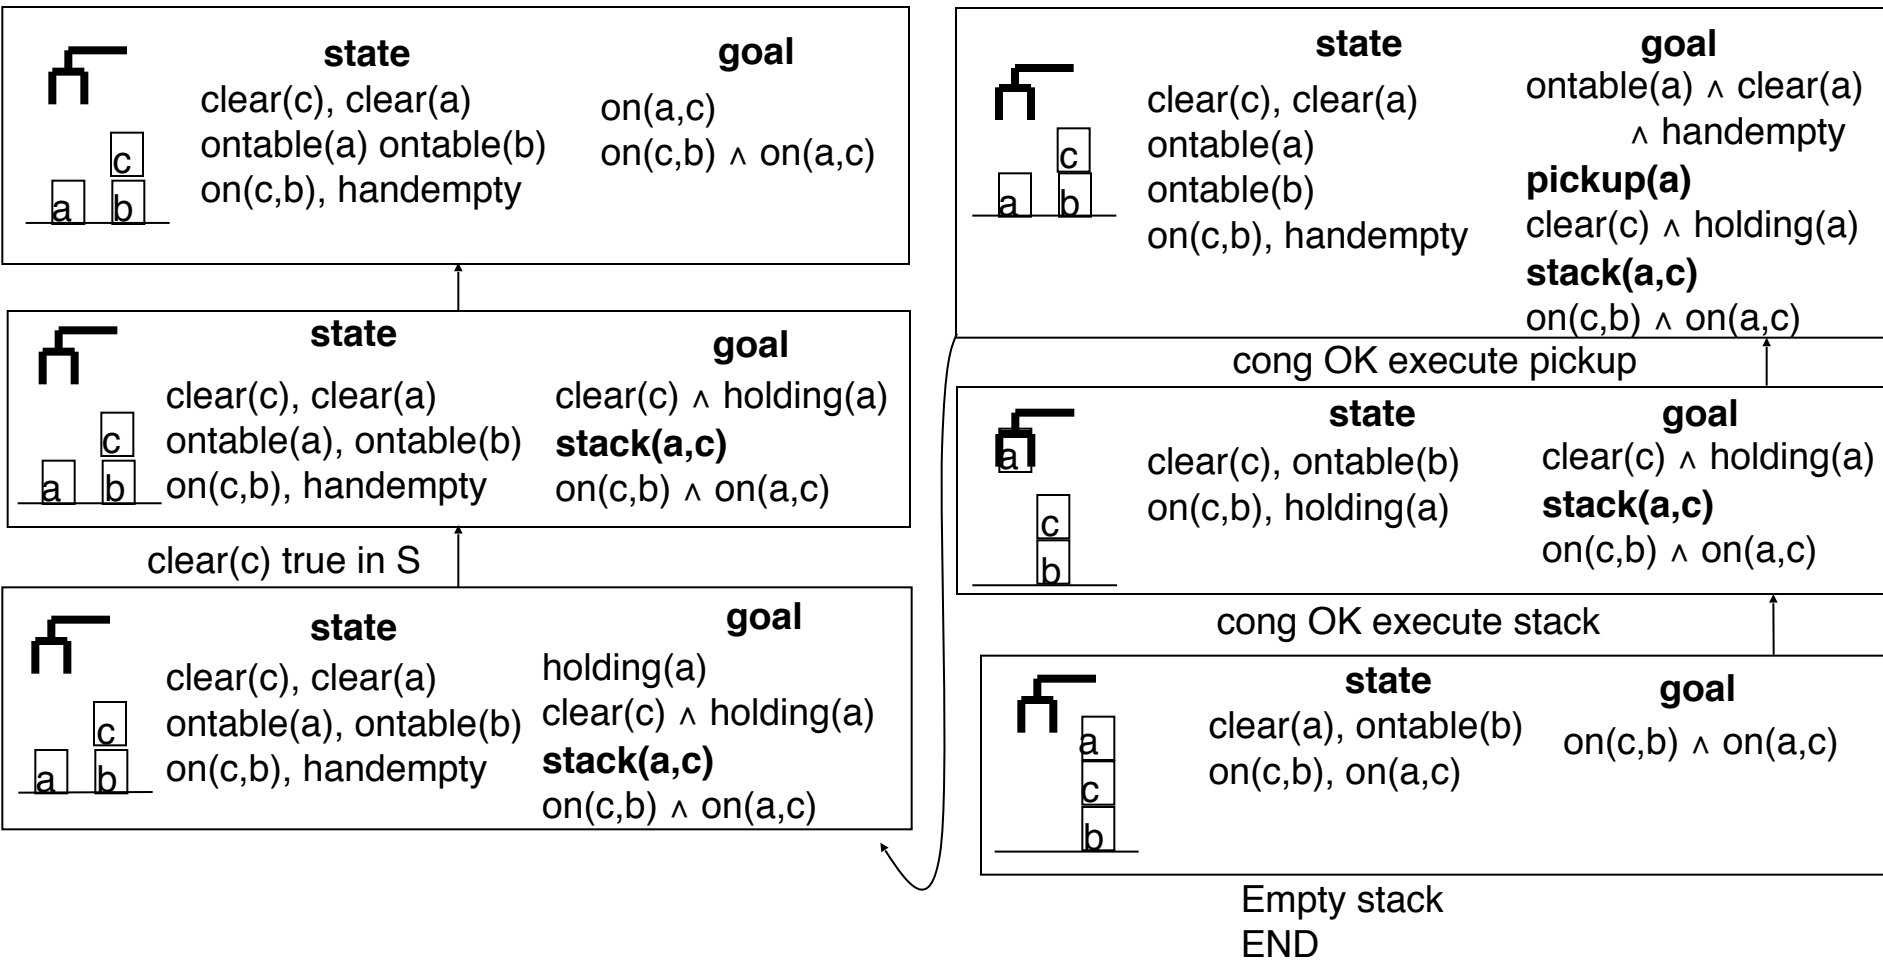 state
goal
clear(c), clear(a)
ontable(a) ontable(b)
on(c,b), handempty
on(a,c)
on(c,b) ∧ on(a,c)
c
a b
state
goal
clear(c), clear(a)
ontable(a), ontable(b)
on(c,b), handempty
clear(c) ∧ holding(a)
stack(a,c)
on(c,b) ∧ on(a,c)
c
a b
clear(c) true in S
state
goal
clear(c), clear(a)
ontable(a), ontable(b)
on(c,b), handempty
holding(a)
clear(c) ∧ holding(a)
stack(a,c)
on(c,b) ∧ on(a,c)
c
a b
state
goal
clear(c), clear(a)
ontable(a)
ontable(b)
on(c,b), handempty
ontable(a) ∧ clear(a)
∧ handempty
pickup(a)
clear(c) ∧ holding(a)
stack(a,c)
on(c,b) ∧ on(a,c)
c
a b
cong OK execute pickup
state
goal
clear(c), ontable(b)
on(c,b), holding(a)
clear(c) ∧ holding(a)
stack(a,c)
on(c,b) ∧ on(a,c)
a
c
b
cong OK execute stack
state
goal
clear(a), ontable(b)
on(c,b), on(a,c)
on(c,b) ∧ on(a,c)
a
c
b
Empty stack
END